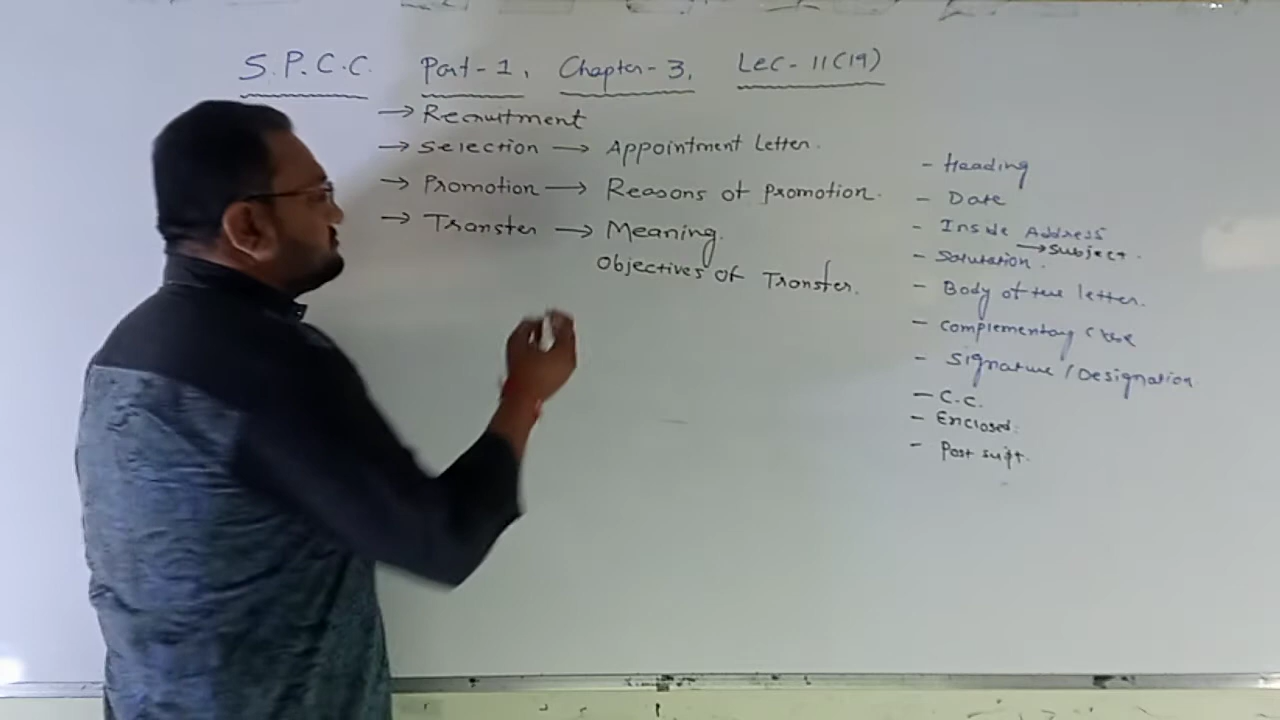 S.P.C.C. Part-1, Chapter-3, Lec-11(19)
→ Recruitment
→ Selection → Appointment Letter.
→ Promotion → Reasons of Promotion.
→ Transfer → Meaning.
Objectives of Transfer.
- Heading
- Date
- Inside Address
→ Subject.
- Salutation.
- Body of the letter.
- Complementary Close
- Signature / Designation
- C.C.
- Enclosed.
- Post